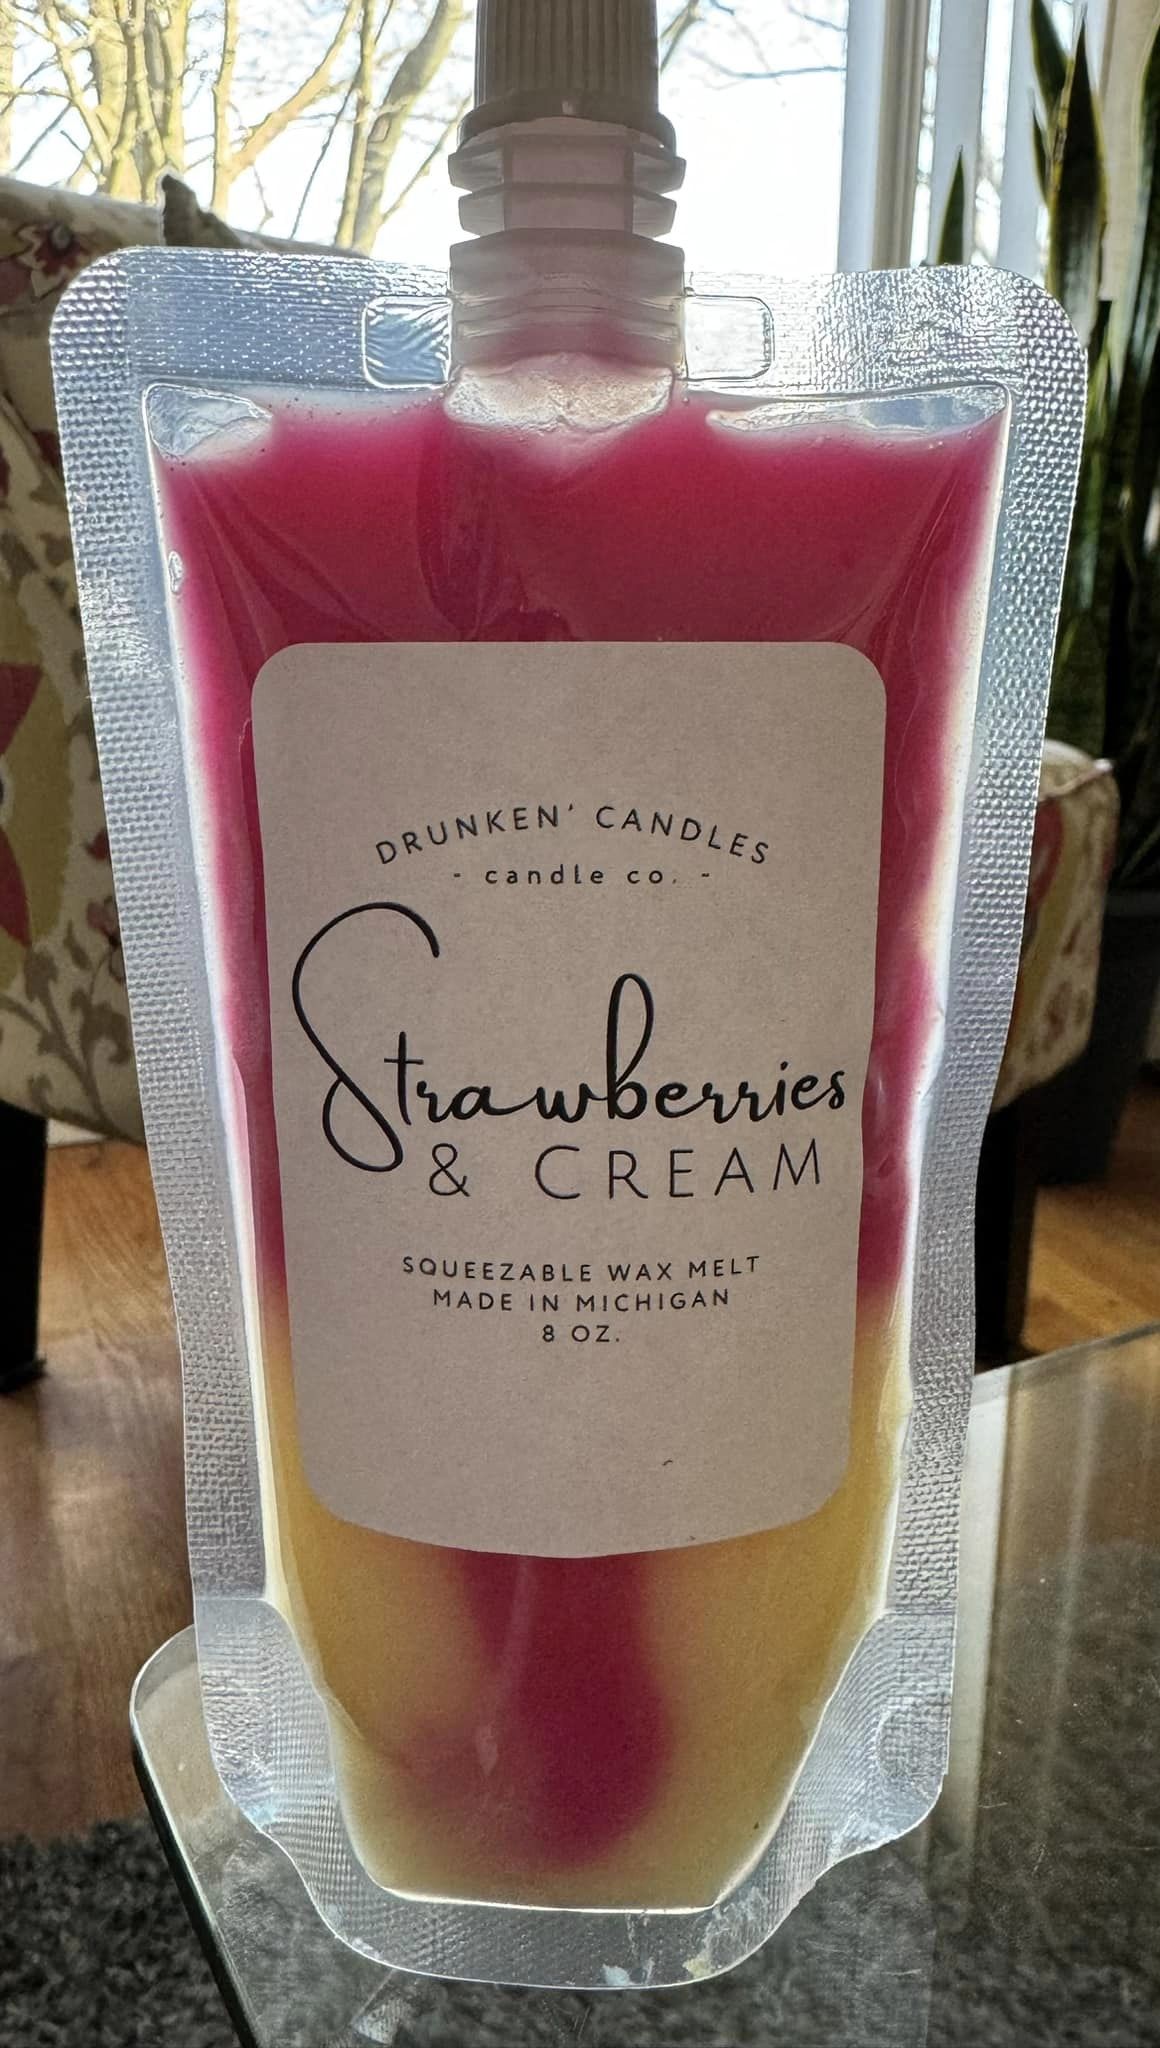 DRUNKEN' CANDLES
- candle co. -
Strawberries
& CREAM
SQUEEZABLE WAX MELT
MADE IN MICHIGAN
8 OZ.